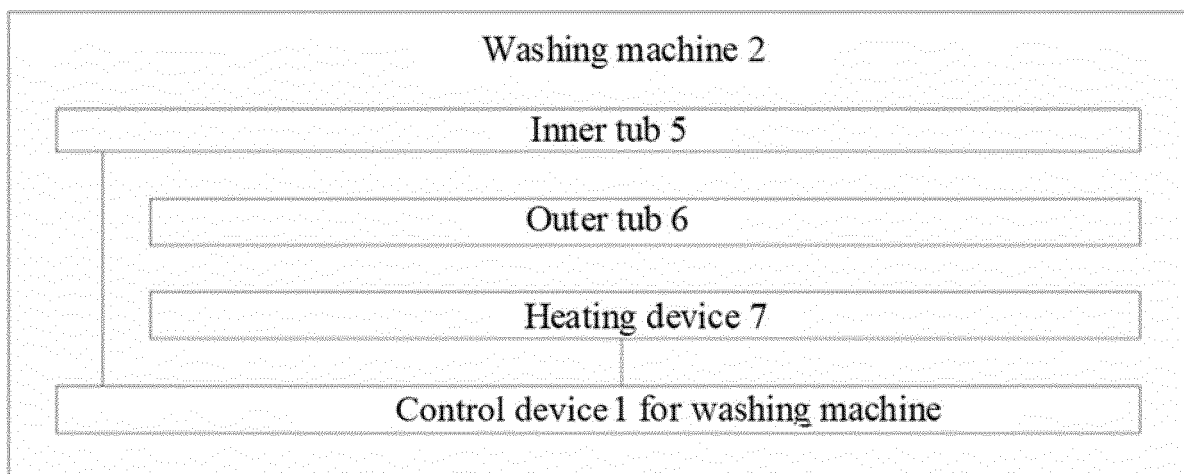 Washing machine 2
Inner tub 5
Outer tub 6
Heating device 7
Control device 1 for washing machine